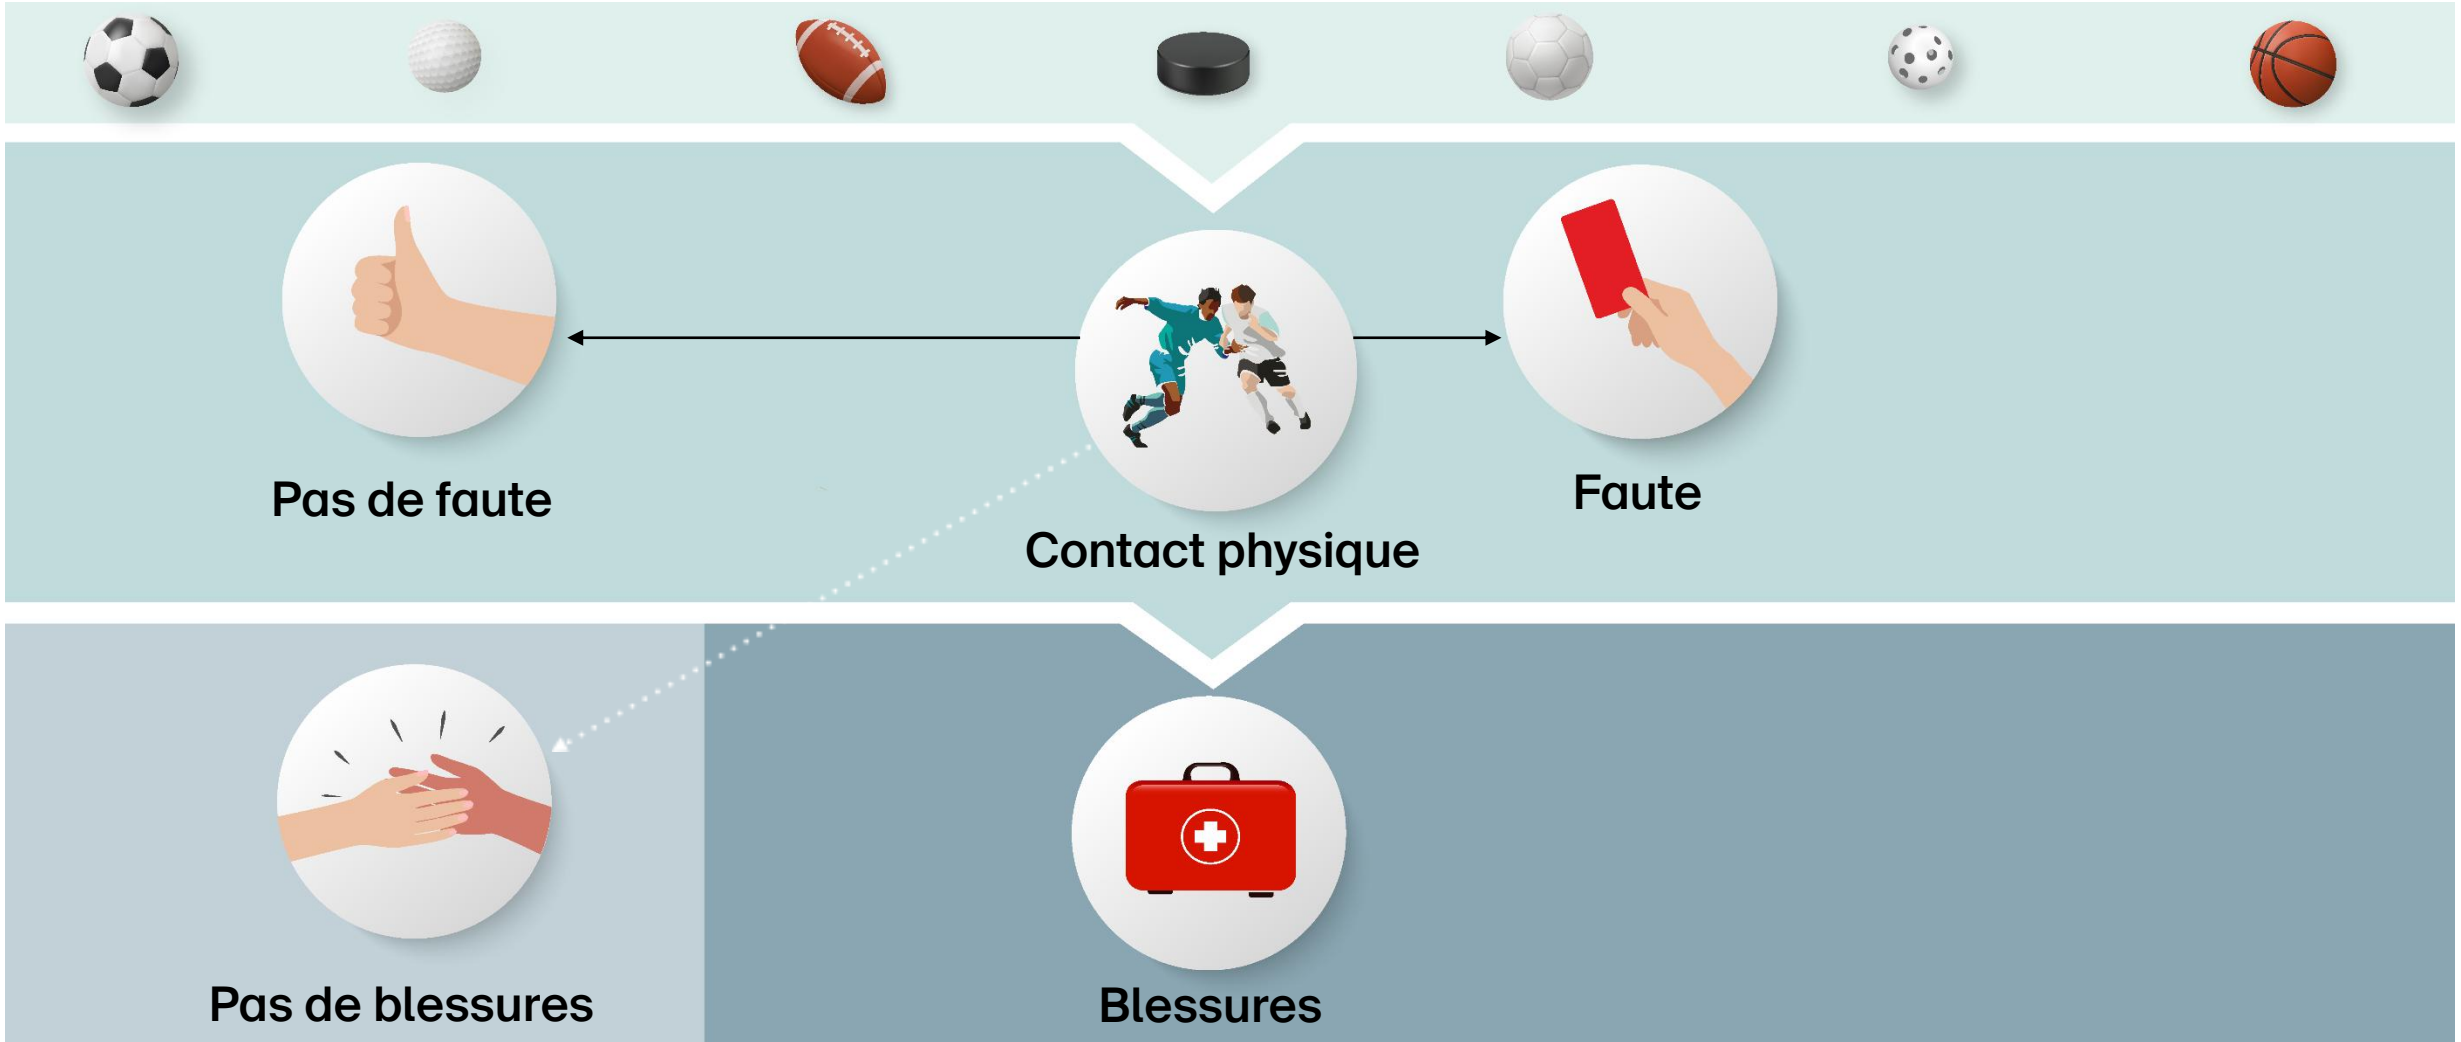 Pas de faute
Faute
Contact physique
Pas de blessures
Blessures